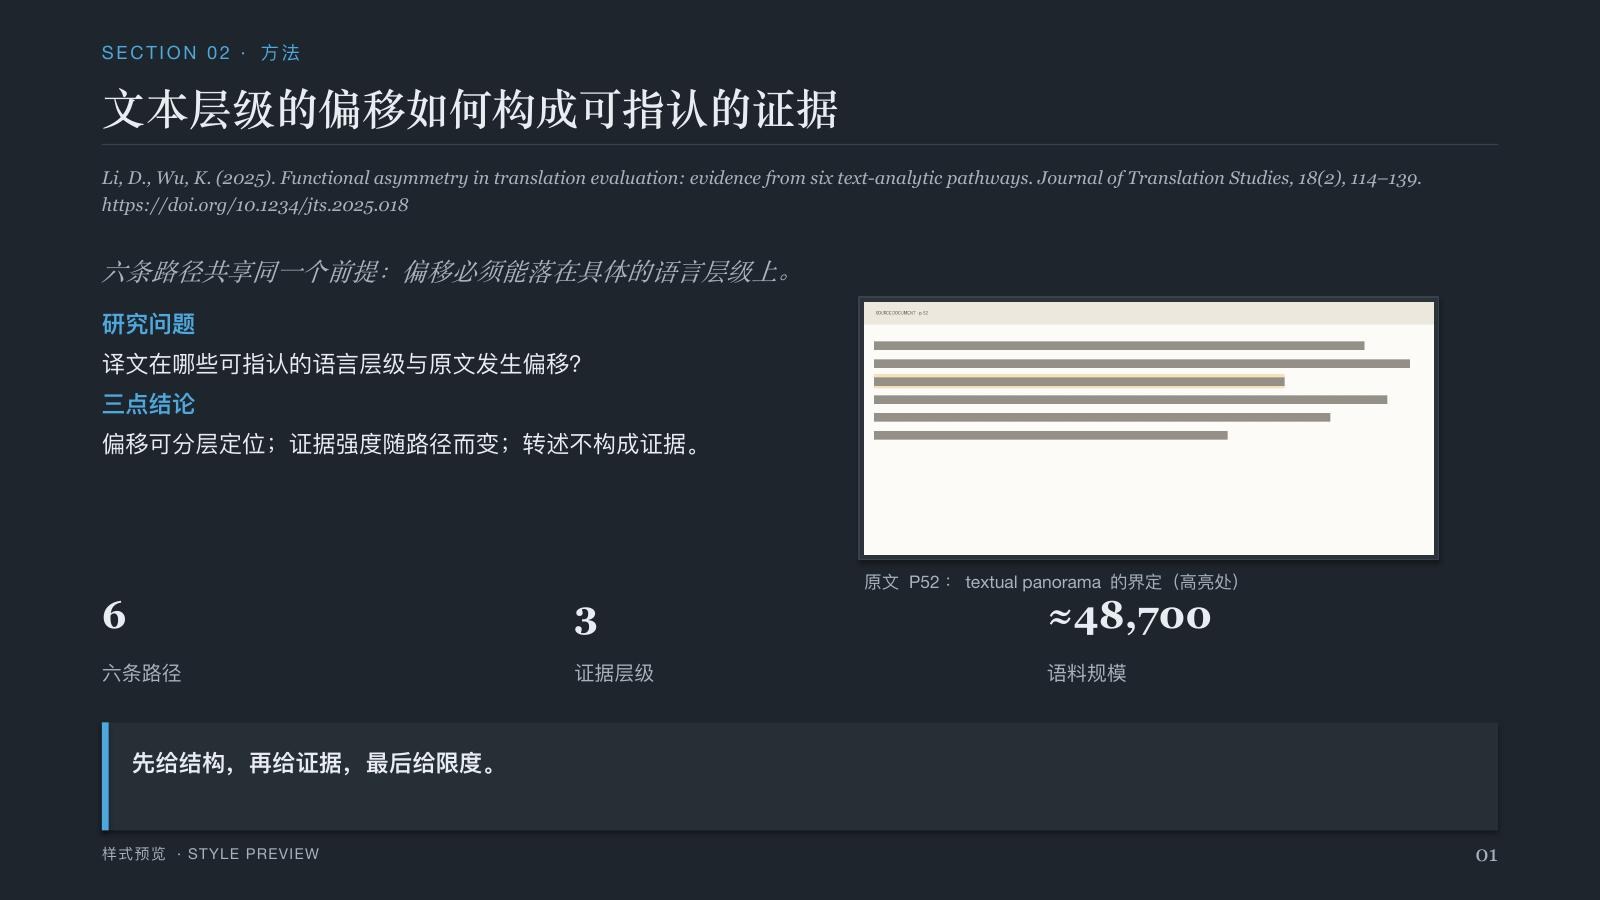 SECTION 02 · 方法
文本层级的偏移如何构成可指认的证据
Li, D., Wu, K. (2025). Functional asymmetry in translation evaluation: evidence from six text-analytic pathways. Journal of Translation Studies, 18(2), 114–139.
https://doi.org/10.1234/jts.2025.018
六条路径共享同一个前提：偏移必须能落在具体的语言层级上。
研究问题
译文在哪些可指认的语言层级与原文发生偏移？
三点结论
偏移可分层定位；证据强度随路径而变；转述不构成证据。
SOURCE DOCUMENT · p.52
原文 P52： textual panorama 的界定（高亮处）
6
六条路径
3
证据层级
≈48,700
语料规模
先给结构，再给证据，最后给限度。
样式预览 · STYLE PREVIEW
01